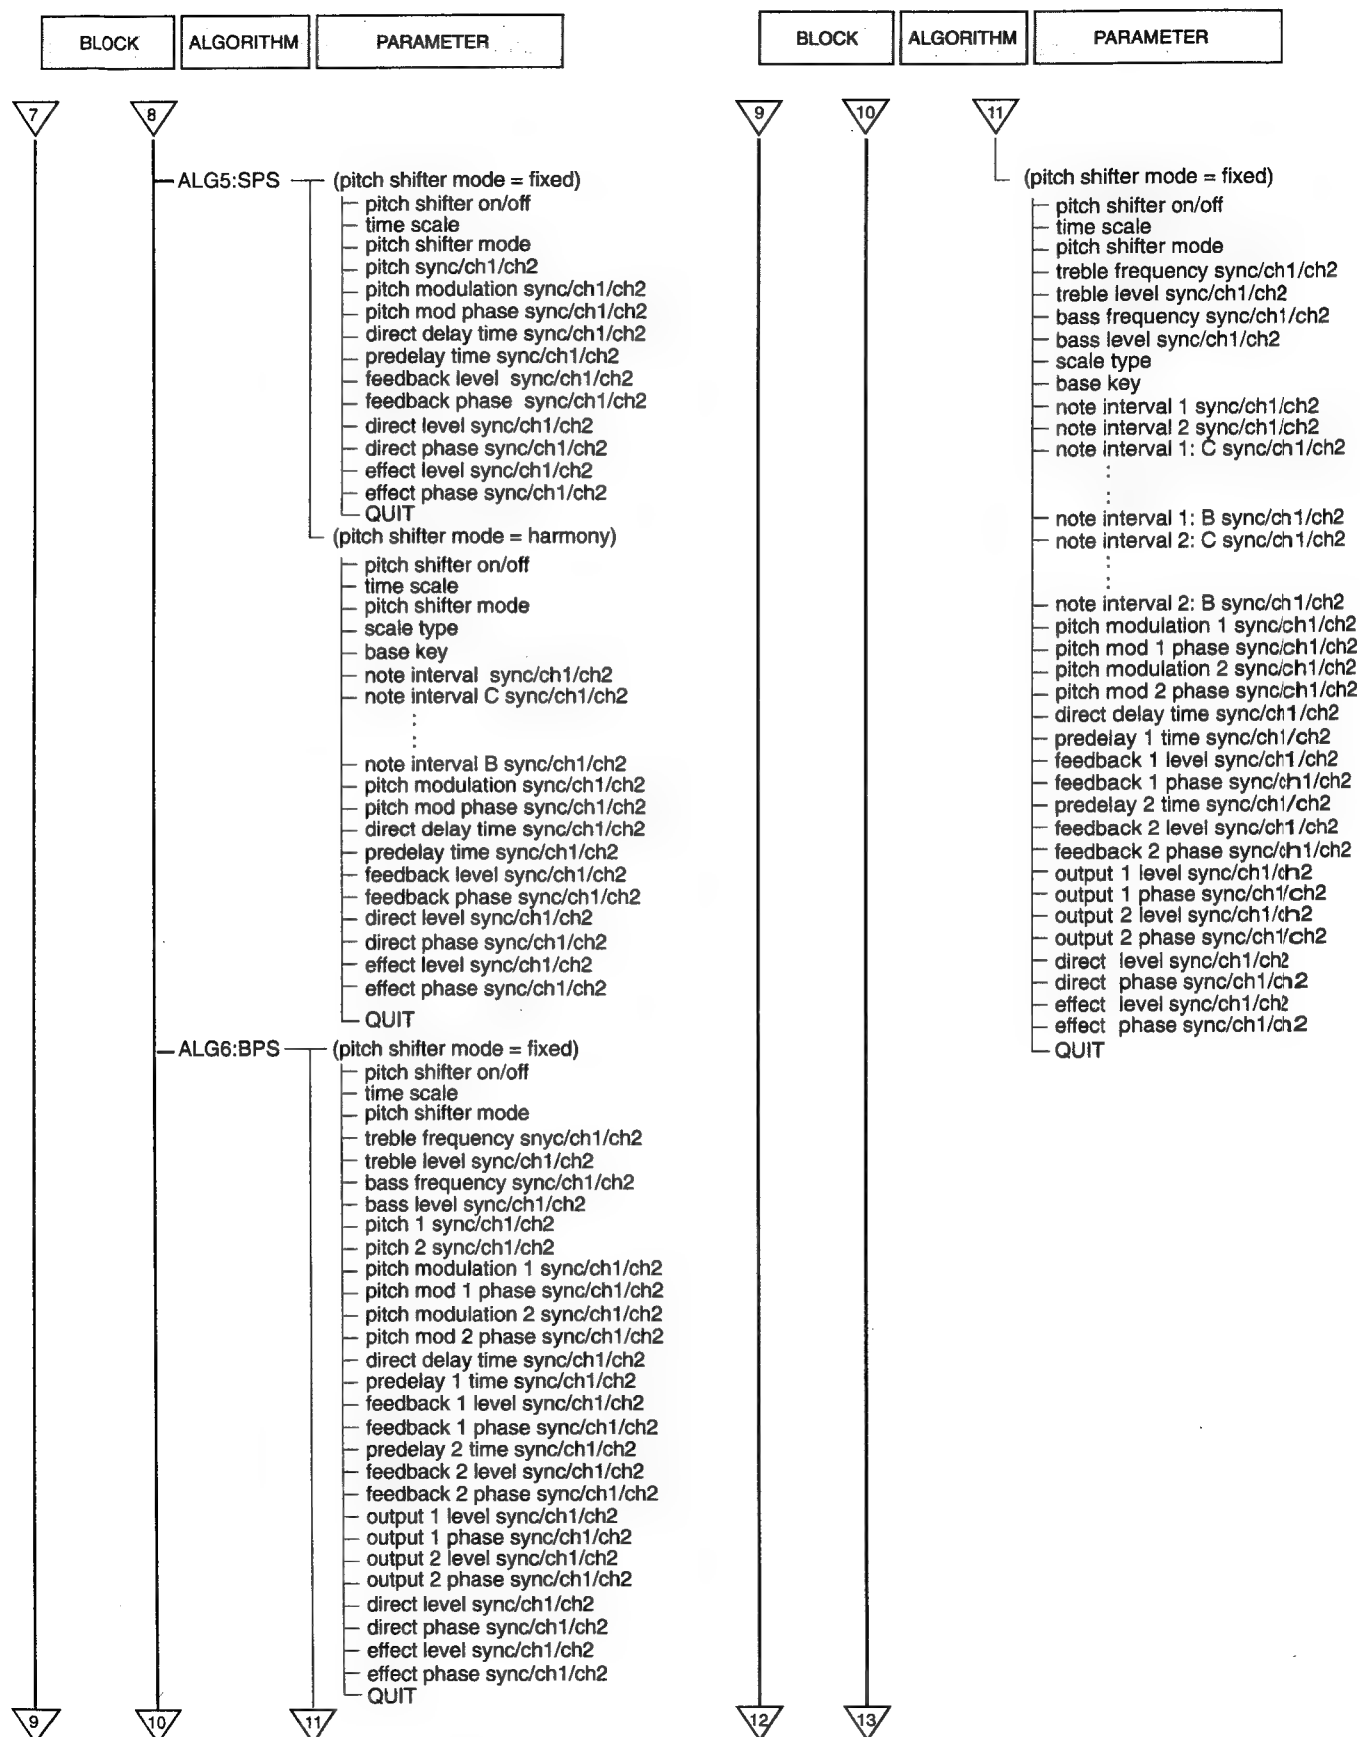 BLOCK
ALGORITHM
PARAMETER
7
8
ALG5:SPS
(pitch shifter mode = fixed)
pitch shifter on/off
time scale
pitch shifter mode
pitch sync/ch1/ch2
pitch modulation sync/ch1/ch2
pitch mod phase sync/ch1/ch2
direct delay time sync/ch1/ch2
predelay time sync/ch1/ch2
feedback level sync/ch1/ch2
feedback phase sync/ch1/ch2
direct level sync/ch1/ch2
direct phase sync/ch1/ch2
effect level sync/ch1/ch2
effect phase sync/ch1/ch2
QUIT
(pitch shifter mode = harmony)
pitch shifter on/off
time scale
pitch shifter mode
scale type
base key
note interval sync/ch1/ch2
note interval C sync/ch1/ch2
note interval B sync/ch1/ch2
pitch modulation sync/ch1/ch2
pitch mod phase sync/ch1/ch2
direct delay time sync/ch1/ch2
predelay time sync/ch1/ch2
feedback level sync/ch1/ch2
feedback phase sync/ch1/ch2
direct level sync/ch1/ch2
direct phase sync/ch1/ch2
effect level sync/ch1/ch2
effect phase sync/ch1/ch2
QUIT
ALG6:BPS
(pitch shifter mode = fixed)
pitch shifter on/off
time scale
pitch shifter mode
treble frequency snyc/ch1/ch2
treble level sync/ch1/ch2
bass frequency sync/ch1/ch2
bass level sync/ch1/ch2
pitch 1 sync/ch1/ch2
pitch 2 sync/ch1/ch2
pitch modulation 1 sync/ch1/ch2
pitch mod 1 phase sync/ch1/ch2
pitch modulation 2 sync/ch1/ch2
pitch mod 2 phase sync/ch1/ch2
direct delay time sync/ch1/ch2
predelay 1 time sync/ch1/ch2
feedback 1 level sync/ch1/ch2
feedback 1 phase sync/ch1/ch2
predelay 2 time sync/ch1/ch2
feedback 2 level sync/ch1/ch2
feedback 2 phase sync/ch1/ch2
output 1 level sync/ch1/ch2
output 1 phase sync/ch1/ch2
output 2 level sync/ch1/ch2
output 2 phase sync/ch1/ch2
direct level sync/ch1/ch2
direct phase sync/ch1/ch2
effect level sync/ch1/ch2
effect phase sync/ch1/ch2
QUIT
9
10
11
BLOCK
ALGORITHM
PARAMETER
9
10
11
(pitch shifter mode = fixed)
pitch shifter on/off
time scale
pitch shifter mode
treble frequency sync/ch1/ch2
treble level sync/ch1/ch2
bass frequency sync/ch1/ch2
bass level sync/ch1/ch2
scale type
base key
note interval 1 sync/ch1/ch2
note interval 2 sync/ch1/ch2
note interval 1: C sync/ch1/ch2
note interval 1: B sync/ch1/ch2
note interval 2: C sync/ch1/ch2
note interval 2: B sync/ch1/ch2
pitch modulation 1 sync/ch1/ch2
pitch mod 1 phase sync/ch1/ch2
pitch modulation 2 sync/ch1/ch2
pitch mod 2 phase sync/ch1/ch2
direct delay time sync/ch1/ch2
predelay 1 time sync/ch1/ch2
feedback 1 level sync/ch1/ch2
feedback 1 phase sync/ch1/ch2
predelay 2 time sync/ch1/ch2
feedback 2 level sync/ch1/ch2
feedback 2 phase sync/ch1/ch2
output 1 level sync/ch1/ch2
output 1 phase sync/ch1/ch2
output 2 level sync/ch1/ch2
output 2 phase sync/ch1/ch2
direct level sync/ch1/ch2
direct phase sync/ch1/ch2
effect level sync/ch1/ch2
effect phase sync/ch1/ch2
QUIT
12
13